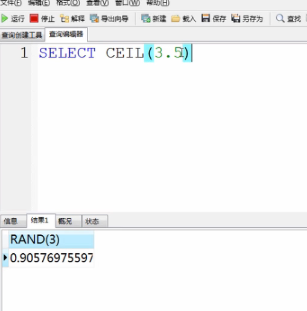 文件(F) 编辑(E) 格式(O) 查看(V) 窗口(W) 帮助(H)
运行 停止 解释 导出向导 新建 载入 保存 另存为 查找
查询创建工具 查询编辑器
1 SELECT CEIL(3.5)
信息 结果1 概况 状态
RAND(3)
0.90576975597